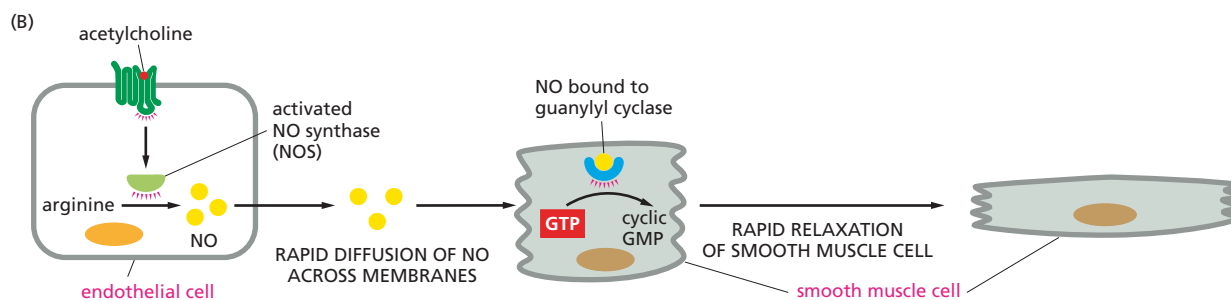 (B)
acetylcholine
activated
NO synthase
(NOS)
arginine
NO
endothelial cell
RAPID DIFFUSION OF NO
ACROSS MEMBRANES
NO bound to
guanylyl cyclase
GTP
cyclic
GMP
RAPID RELAXATION
OF SMOOTH MUSCLE CELL
smooth muscle cell